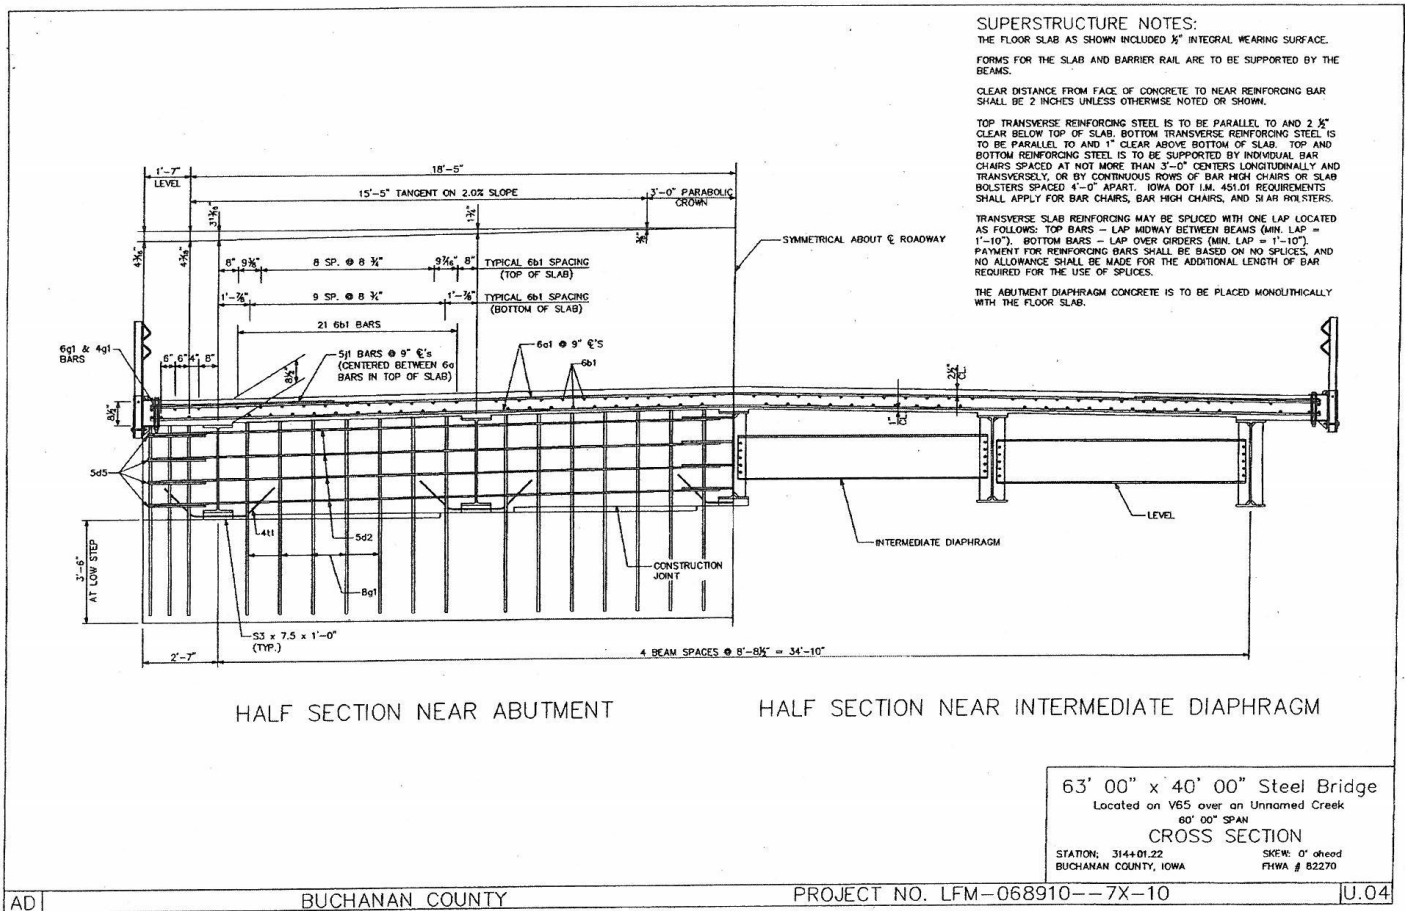 SUPERSTRUCTURE NOTES:
THE FLOOR SLAB AS SHOWN INCLUDED ½" INTEGRAL WEARING SURFACE.
FORMS FOR THE SLAB AND BARRIER RAIL ARE TO BE SUPPORTED BY THE
BEAMS.
CLEAR DISTANCE FROM FACE OF CONCRETE TO NEAR REINFORCING BAR
SHALL BE 2 INCHES UNLESS OTHERWISE NOTED OR SHOWN.
TOP TRANSVERSE REINFORCING STEEL IS TO BE PARALLEL TO AND 2 ½"
CLEAR BELOW TOP OF SLAB. BOTTOM TRANSVERSE REINFORCING STEEL IS
TO BE PARALLEL TO AND 1" CLEAR ABOVE BOTTOM OF SLAB. TOP AND
BOTTOM REINFORCING STEEL IS TO BE SUPPORTED BY INDIVIDUAL BAR
CHAIRS SPACED AT NOT MORE THAN 3'-0" CENTERS LONGITUDINALLY AND
TRANSVERSELY, OR BY CONTINUOUS ROWS OF BAR HIGH CHAIRS OR SLAB
BOLSTERS SPACED 4'-0" APART. IOWA DOT I.M. 451.01 REQUIREMENTS
SHALL APPLY FOR BAR CHAIRS, BAR HIGH CHAIRS, AND SLAB BOLSTERS.
TRANSVERSE SLAB REINFORCING MAY BE SPLICED WITH ONE LAP LOCATED
AS FOLLOWS: TOP BARS - LAP MIDWAY BETWEEN BEAMS (MIN. LAP =
1'-10"). BOTTOM BARS - LAP OVER GIRDERS (MIN. LAP = 1'-10").
PAYMENT FOR REINFORCING BARS SHALL BE BASED ON NO SPLICES, AND
NO ALLOWANCE SHALL BE MADE FOR THE ADDITIONAL LENGTH OF BAR
REQUIRED FOR THE USE OF SPLICES.
THE ABUTMENT DIAPHRAGM CONCRETE IS TO BE PLACED MONOLITHICALLY
WITH THE FLOOR SLAB.
1'-7"
LEVEL
18'-5"
15'-5" TANGENT ON 2.0% SLOPE
3'-0" PARABOLIC
CROWN
SYMMETRICAL ABOUT ℄ ROADWAY
8" 9⅜" 8 SP. @ 8 ¾" 9⁷⁄₁₆" 8" TYPICAL 6b1 SPACING
(TOP OF SLAB)
1'-⅞" 9 SP. @ 8 ¾" 1'-⅞" TYPICAL 6b1 SPACING
(BOTTOM OF SLAB)
21 6b1 BARS
6g1 & 4g1
BARS
6" 6" 4" 8"
8½"
5j1 BARS @ 9" ℄'s
(CENTERED BETWEEN 6a
BARS IN TOP OF SLAB)
6a1 @ 9" ℄'S
6b1
2½"
CL.
1"
CL.
8½"
5d5
4t1
5d2
8g1
3'-6"
AT LOW STEP
S3 x 7.5 x 1'-0"
(TYP.)
CONSTRUCTION
JOINT
INTERMEDIATE DIAPHRAGM
LEVEL
2'-7"
4 BEAM SPACES @ 8'-8½" = 34'-10"
HALF SECTION NEAR ABUTMENT
HALF SECTION NEAR INTERMEDIATE DIAPHRAGM
63' 00" x 40' 00" Steel Bridge
Located on V65 over an Unnamed Creek
60' 00" SPAN
CROSS SECTION
STATION: 314+01.22 SKEW: 0' ahead
BUCHANAN COUNTY, IOWA FHWA # 82270
AD BUCHANAN COUNTY PROJECT NO. LFM-068910--7X-10 U.04